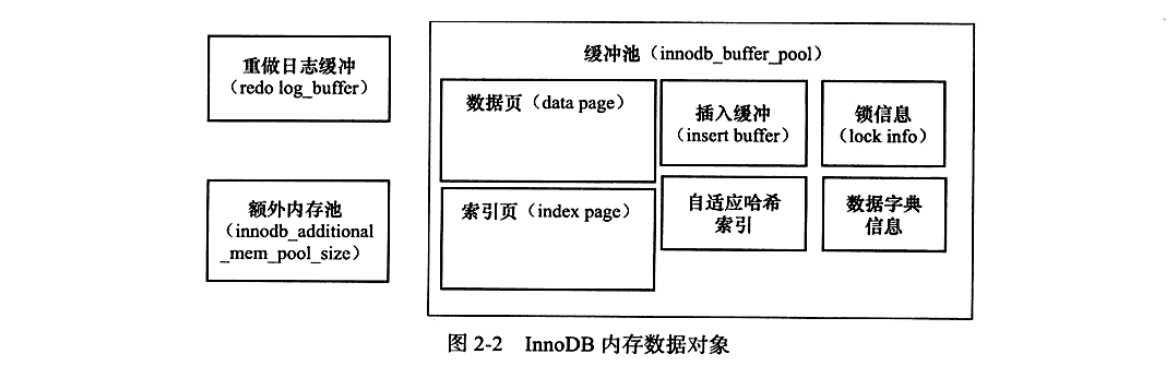 重做日志缓冲
（redo log_buffer）
额外内存池
（innodb_additional
_mem_pool_size）
缓冲池（innodb_buffer_pool）
数据页（data page）
插入缓冲
（insert buffer）
锁信息
（lock info）
索引页（index page）
自适应哈希
索引
数据字典
信息
图 2-2 InnoDB 内存数据对象